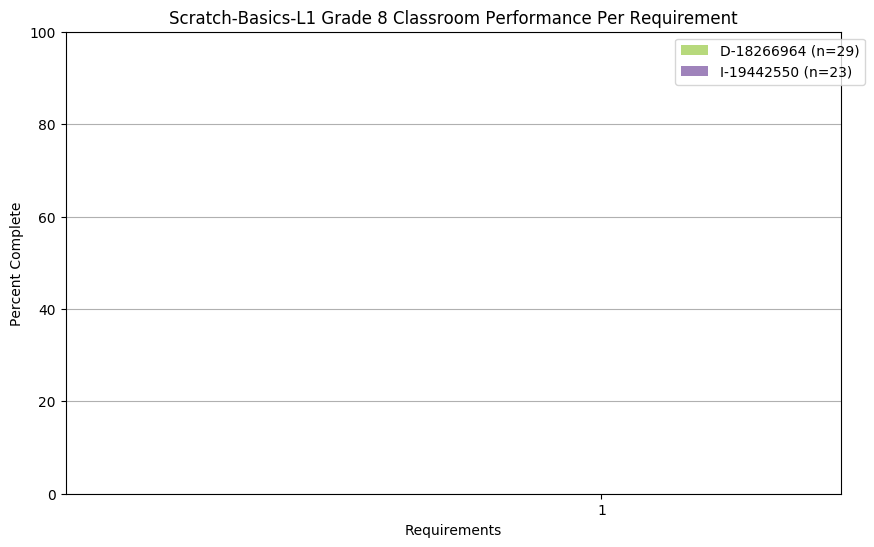 Scratch-Basics-L1 Grade 8 Classroom Performance Per Requirement
D-18266964 (n=29)
I-19442550 (n=23)
Percent Complete
100
80
60
40
20
0
1
Requirements